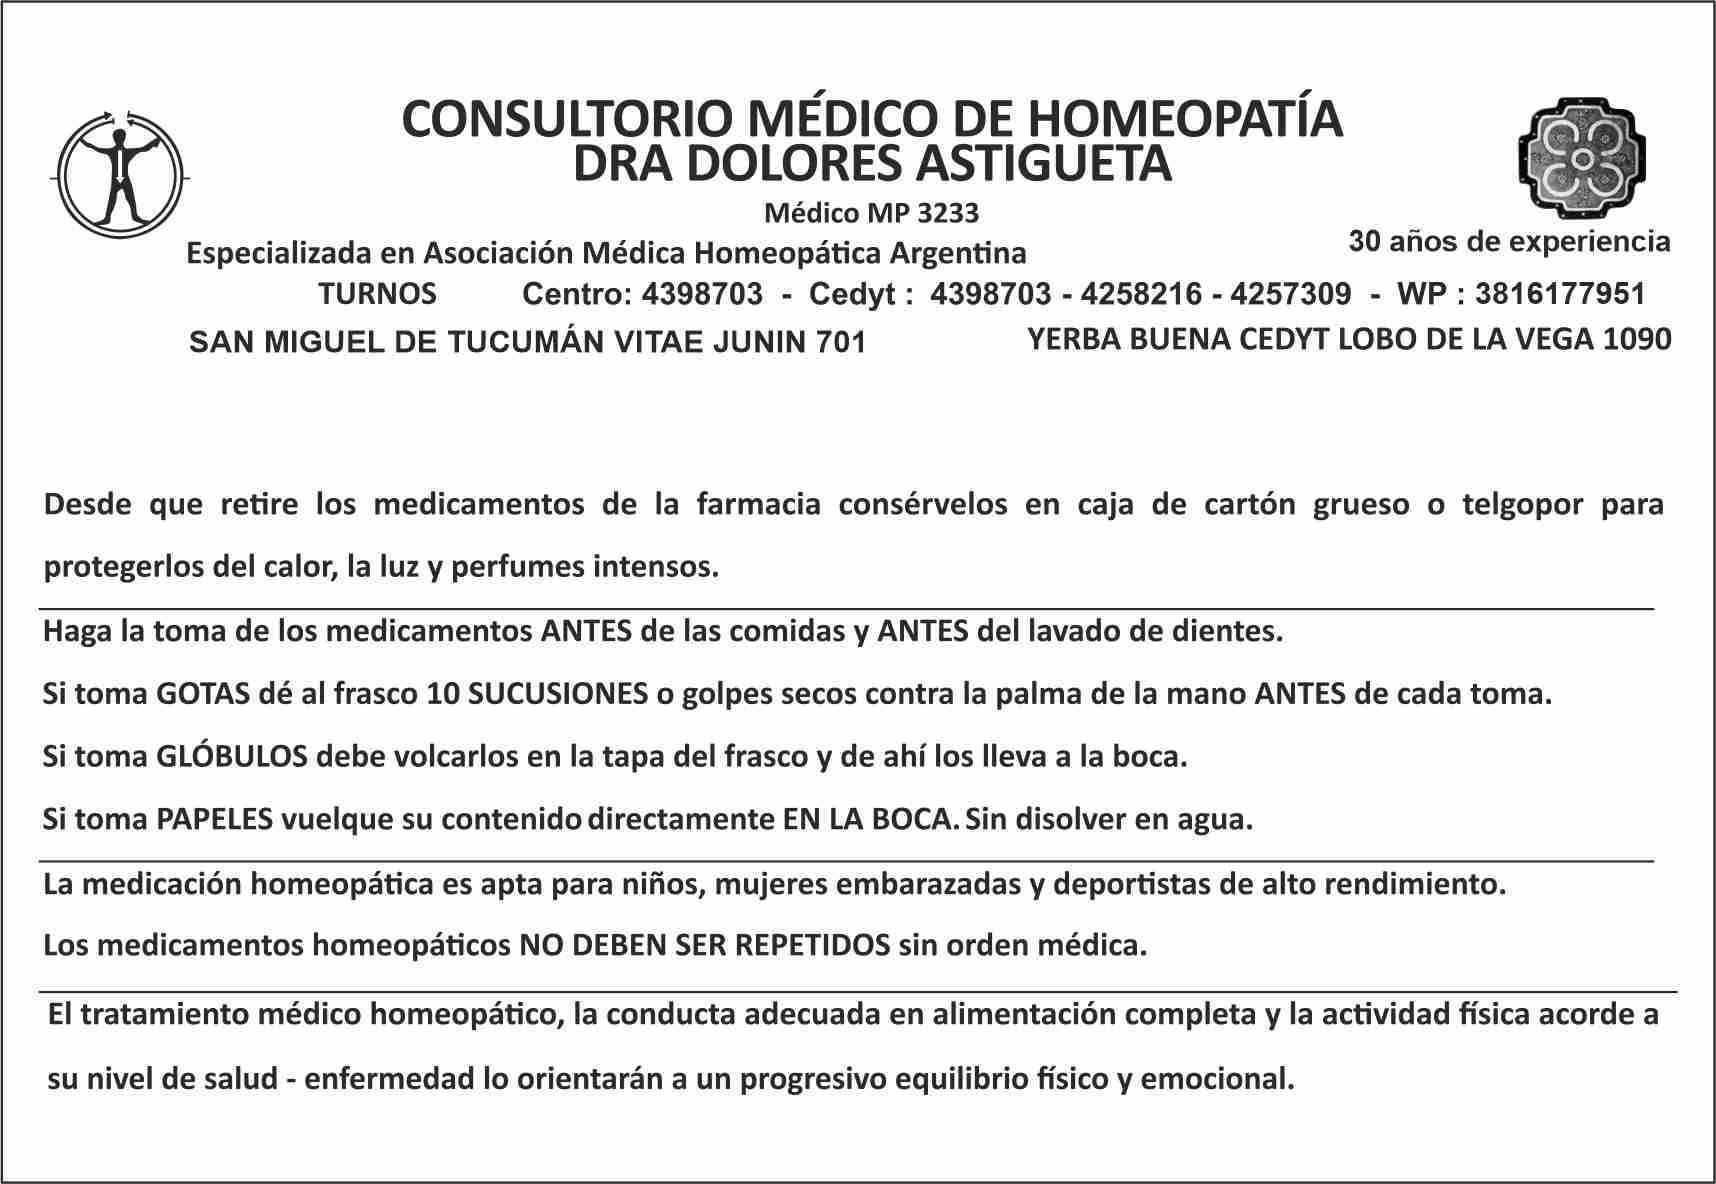 CONSULTORIO MÉDICO DE HOMEOPATÍA
DRA DOLORES ASTIGUETA
Médico MP 3233
Especializada en Asociación Médica Homeopática Argentina
30 años de experiencia
TURNOS Centro: 4398703 - Cedyt : 4398703 - 4258216 - 4257309 - WP : 3816177951
SAN MIGUEL DE TUCUMÁN VITAE JUNIN 701 YERBA BUENA CEDYT LOBO DE LA VEGA 1090
Desde que retire los medicamentos de la farmacia consérvelos en caja de cartón grueso o telgopor para
protegerlos del calor, la luz y perfumes intensos.
Haga la toma de los medicamentos ANTES de las comidas y ANTES del lavado de dientes.
Si toma GOTAS dé al frasco 10 SUCUSIONES o golpes secos contra la palma de la mano ANTES de cada toma.
Si toma GLÓBULOS debe volcarlos en la tapa del frasco y de ahí los lleva a la boca.
Si toma PAPELES vuelque su contenido directamente EN LA BOCA. Sin disolver en agua.
La medicación homeopática es apta para niños, mujeres embarazadas y deportistas de alto rendimiento.
Los medicamentos homeopáticos NO DEBEN SER REPETIDOS sin orden médica.
El tratamiento médico homeopático, la conducta adecuada en alimentación completa y la actividad física acorde a
su nivel de salud - enfermedad lo orientarán a un progresivo equilibrio físico y emocional.